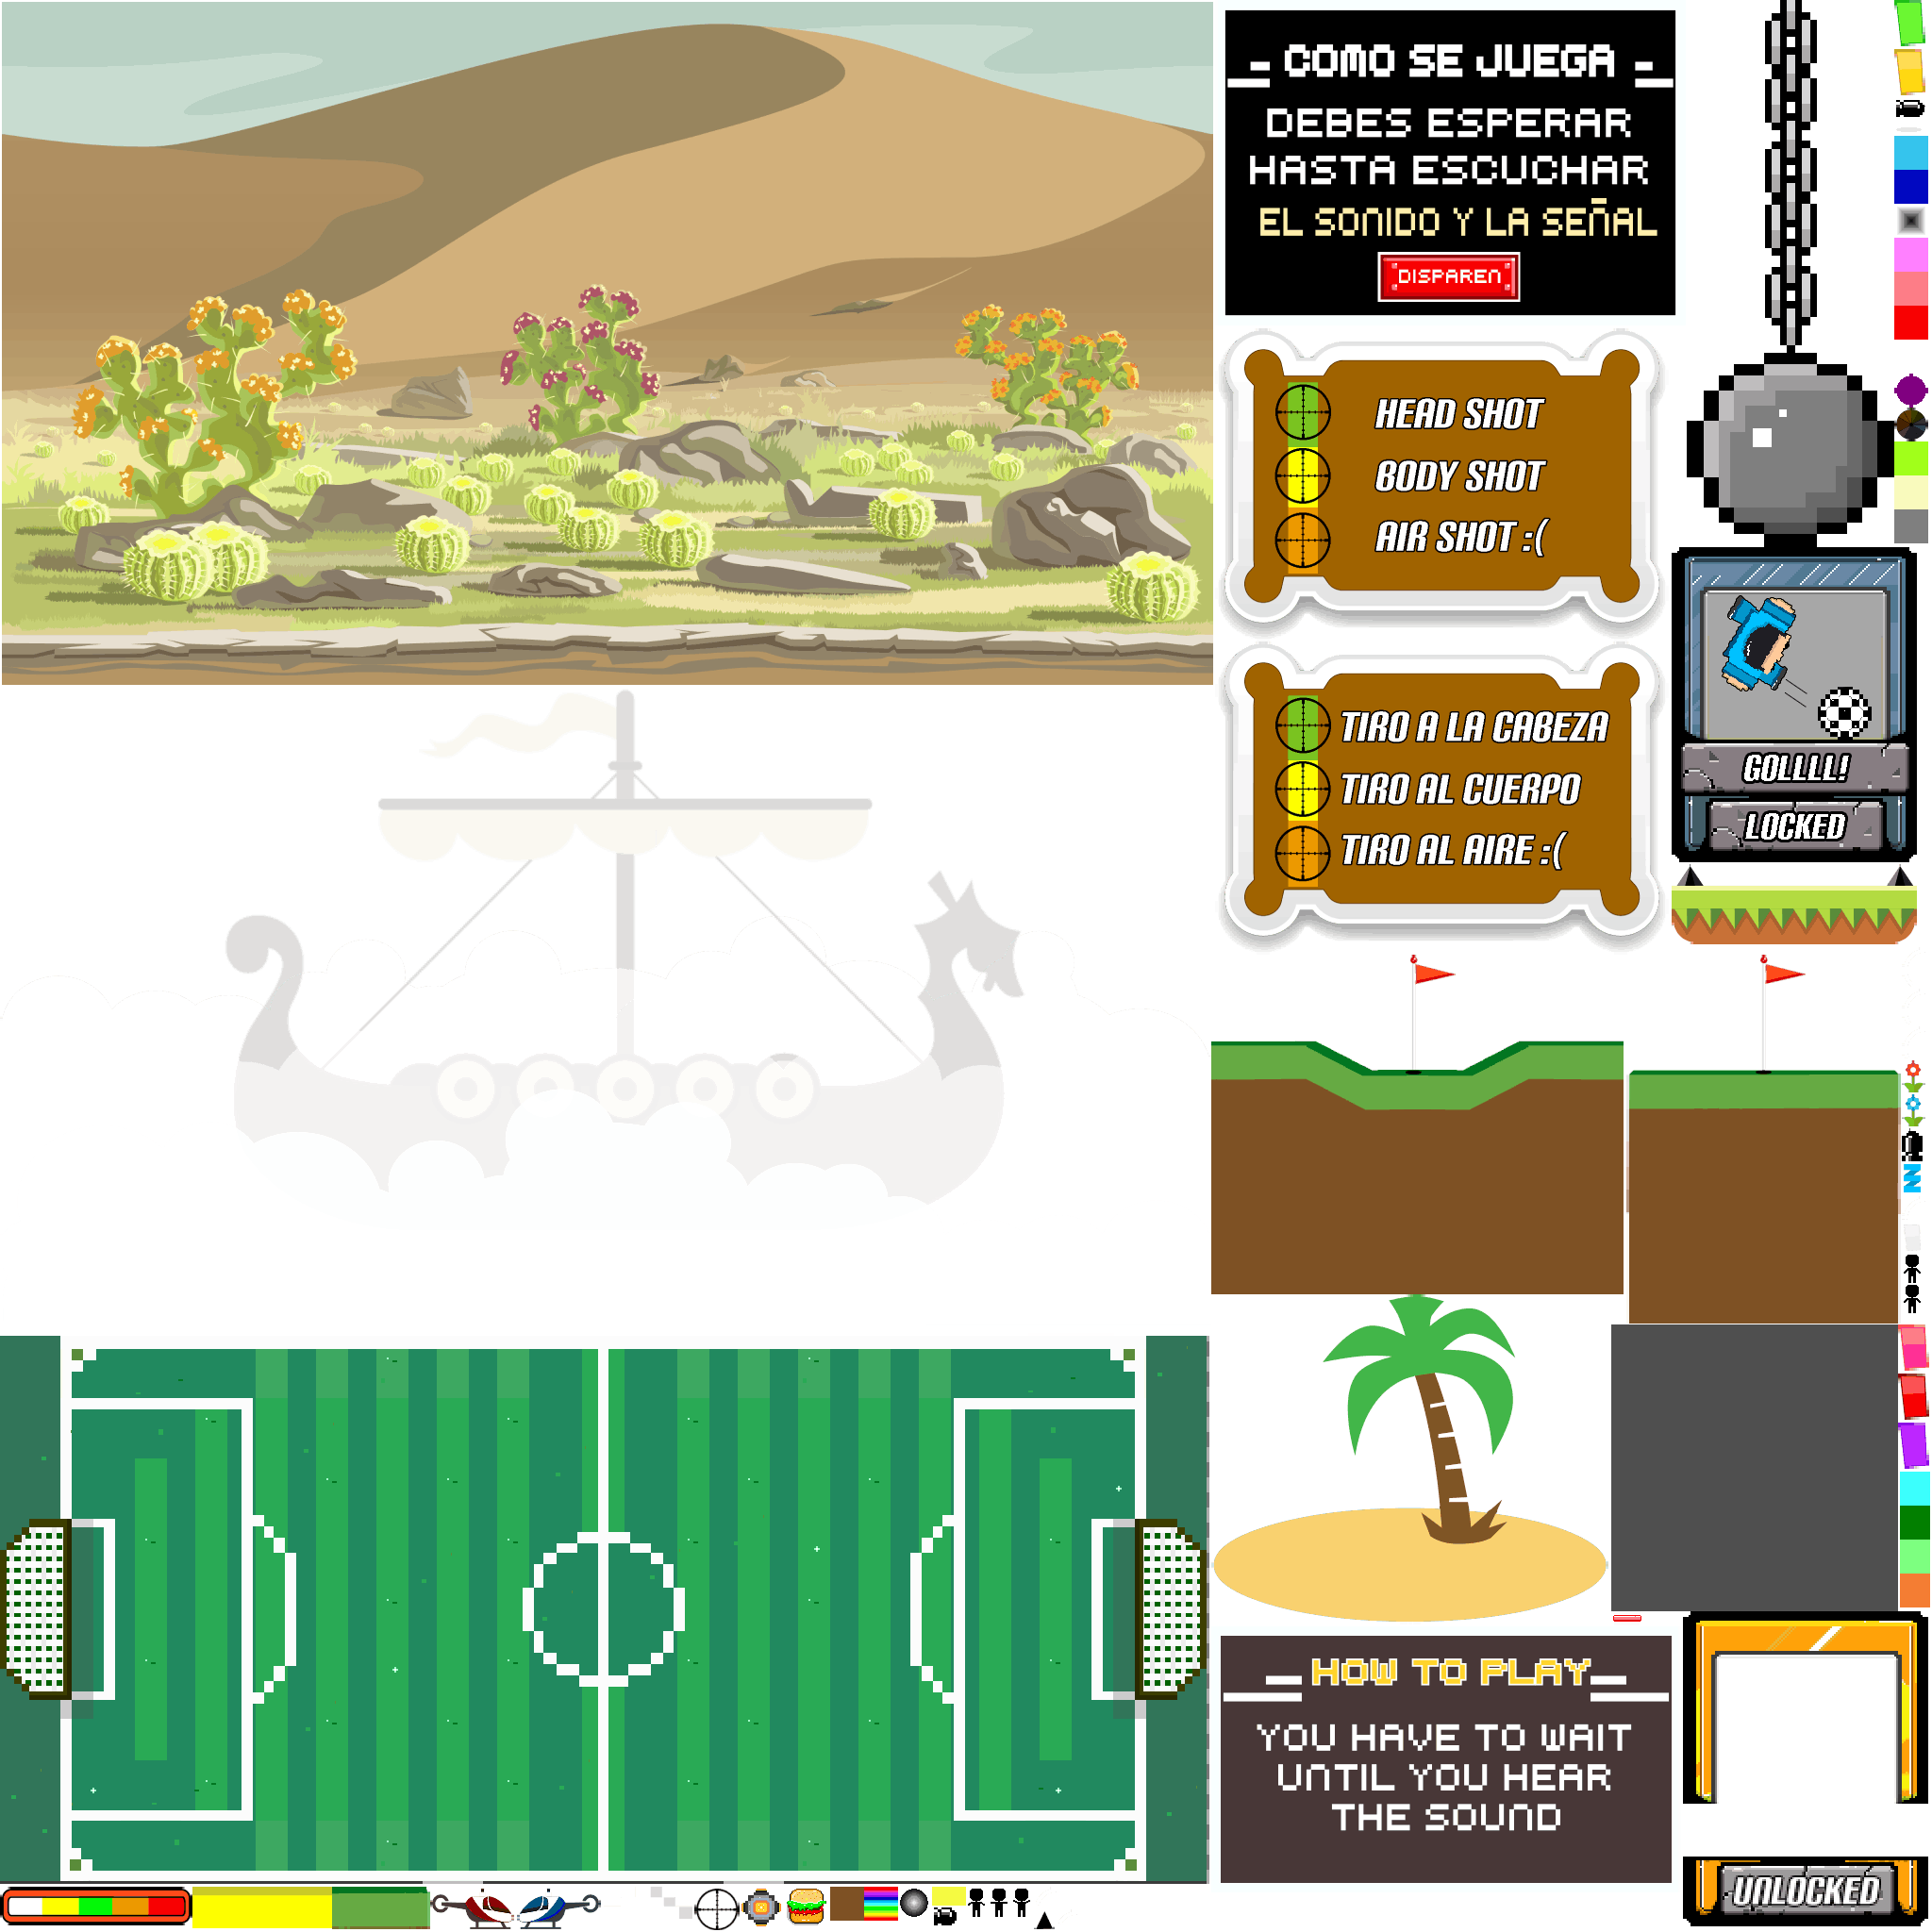 COMO SE JUEGA
DEBES ESPERAR
HASTA ESCUCHAR
EL SONIDO Y LA SEÑAL
DISPAREN
HEAD SHOT
BODY SHOT
AIR SHOT :(
TIRO A LA CABEZA
TIRO AL CUERPO
TIRO AL AIRE :(
GOLLLL!
LOCKED
HOW TO PLAY
YOU HAVE TO WAIT
UNTIL YOU HEAR
THE SOUND
UNLOCKED